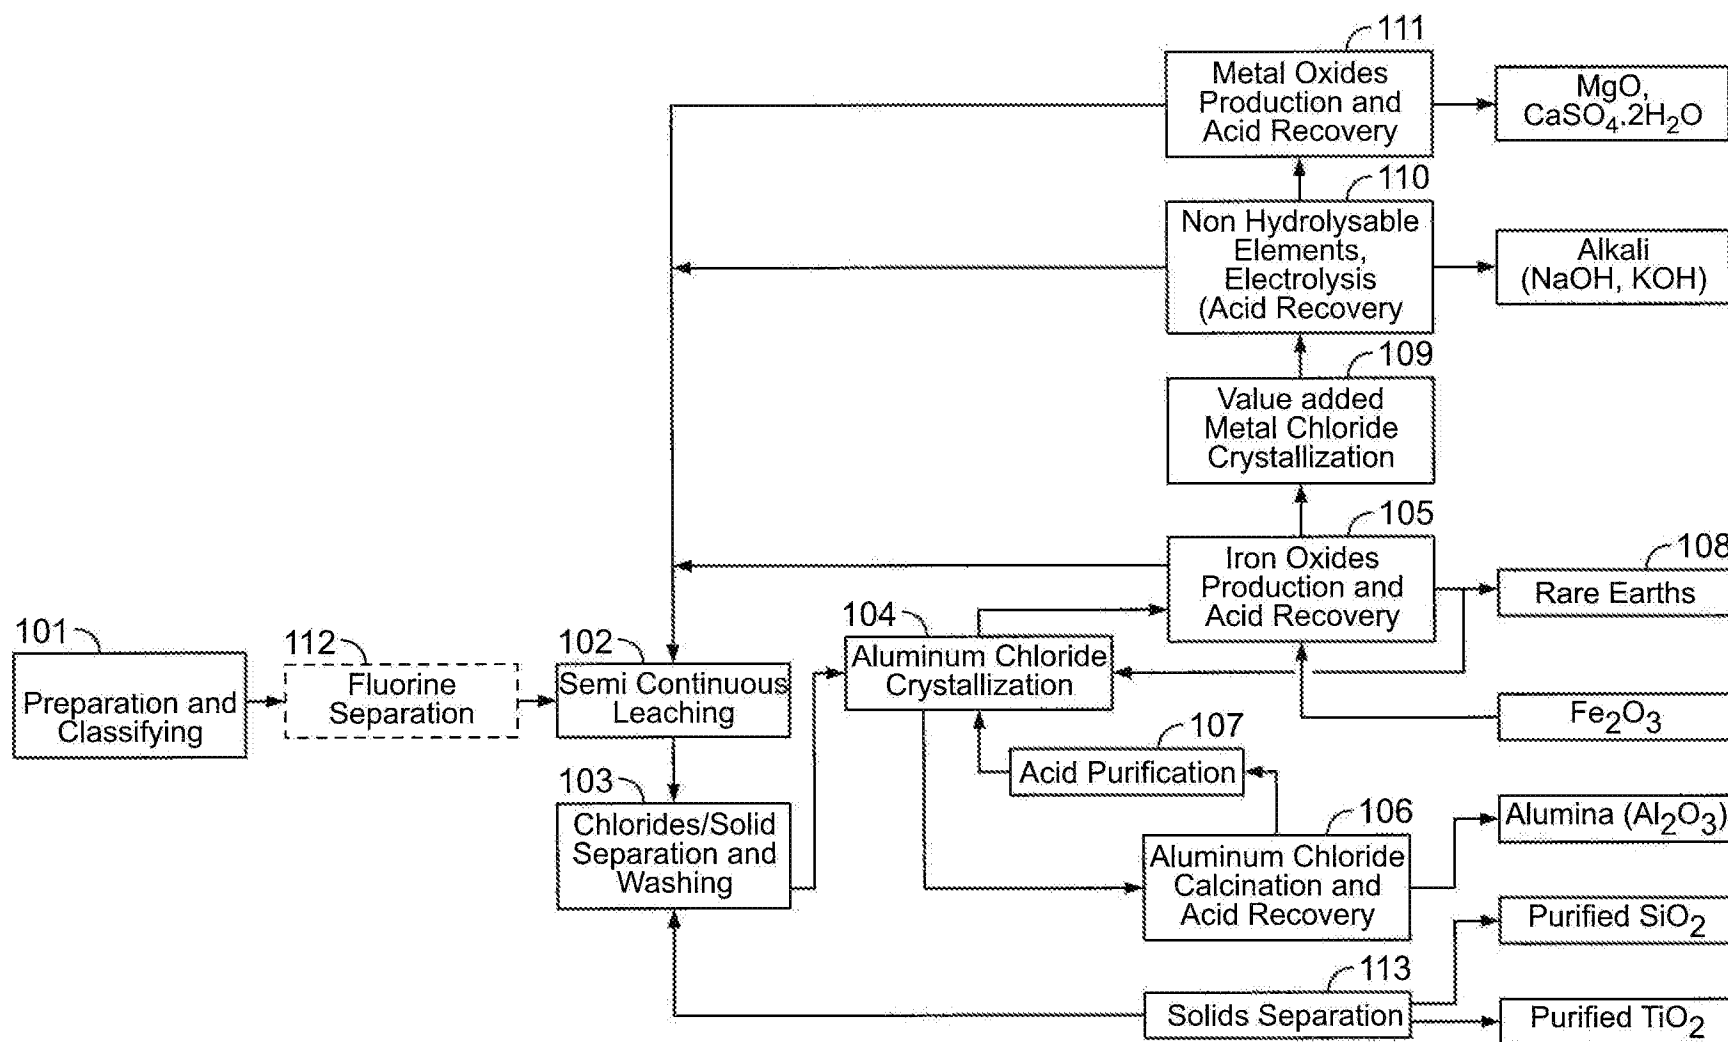 111
Metal Oxides
Production and
Acid Recovery
MgO,
CaSO4.2H2O
110
Non Hydrolysable
Elements,
Electrolysis
(Acid Recovery
Alkali
(NaOH, KOH)
109
Value added
Metal Chloride
Crystallization
105
Iron Oxides
Production and
Acid Recovery
108
Rare Earths
101
Preparation and
Classifying
112
Fluorine
Separation
102
Semi Continuous
Leaching
104
Aluminum Chloride
Crystallization
Fe2O3
107
Acid Purification
103
Chlorides/Solid
Separation and
Washing
106
Aluminum Chloride
Calcination and
Acid Recovery
Alumina (Al2O3)
Purified SiO2
113
Solids Separation
Purified TiO2